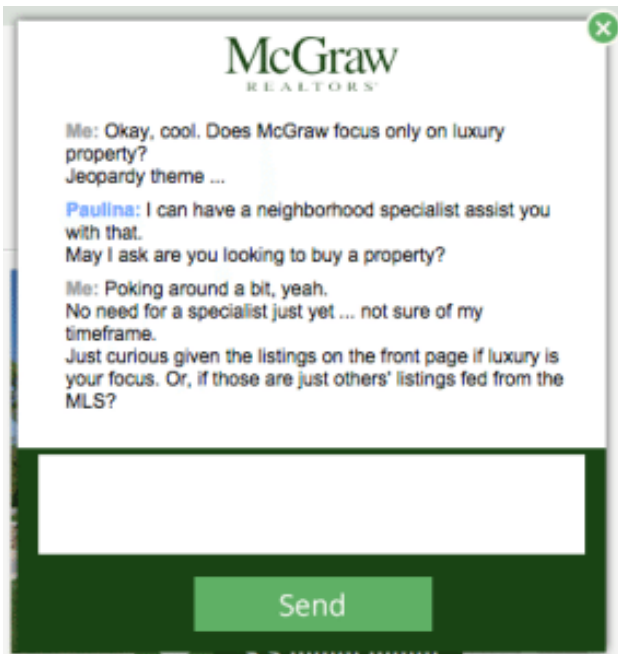 McGraw
REALTORS
Me: Okay, cool. Does McGraw focus only on luxury
property?
Jeopardy theme ...
Paulina: I can have a neighborhood specialist assist you
with that.
May I ask are you looking to buy a property?
Me: Poking around a bit, yeah.
No need for a specialist just yet ... not sure of my
timeframe.
Just curious given the listings on the front page if luxury is
your focus. Or, if those are just others' listings fed from the
MLS?
Send